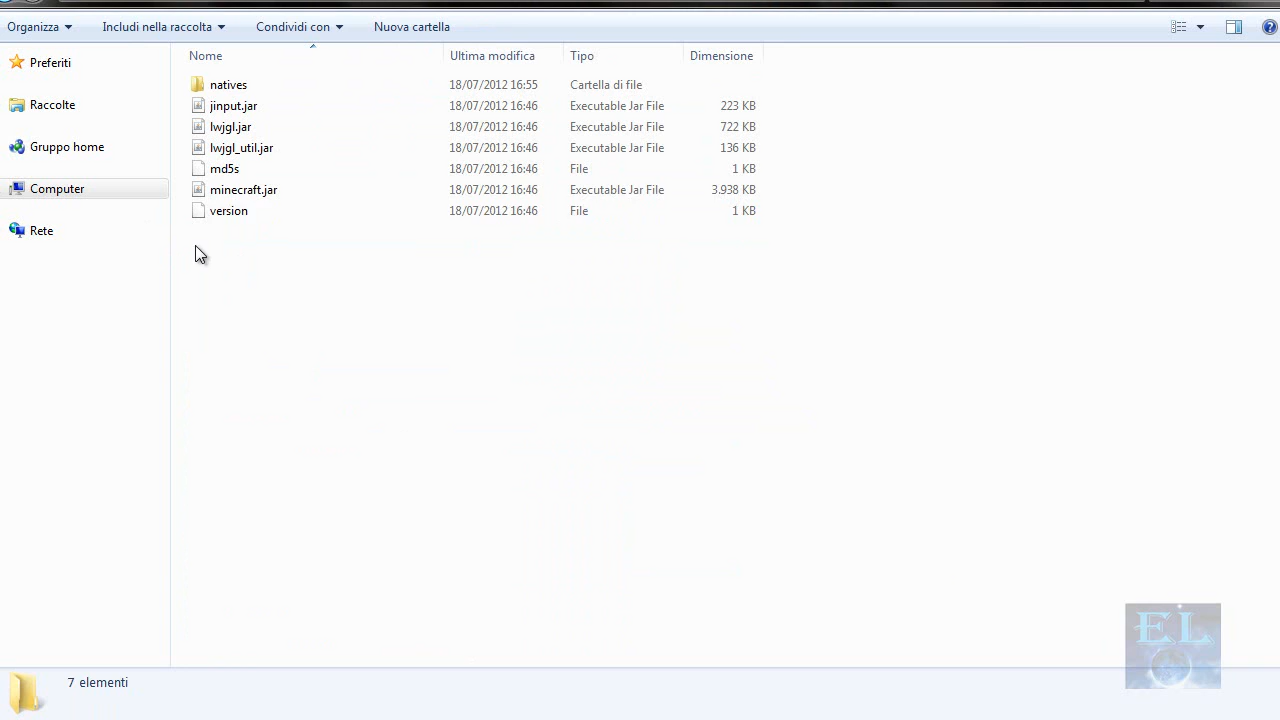 Organizza Includi nella raccolta Condividi con Nuova cartella
Preferiti
Raccolte
Gruppo home
Computer
Rete
Nome Ultima modifica Tipo Dimensione
natives 18/07/2012 16:55 Cartella di file
jinput.jar 18/07/2012 16:46 Executable Jar File 223 KB
lwjgl.jar 18/07/2012 16:46 Executable Jar File 722 KB
lwjgl_util.jar 18/07/2012 16:46 Executable Jar File 136 KB
md5s 18/07/2012 16:46 File 1 KB
minecraft.jar 18/07/2012 16:46 Executable Jar File 3.938 KB
version 18/07/2012 16:46 File 1 KB
EL
7 elementi